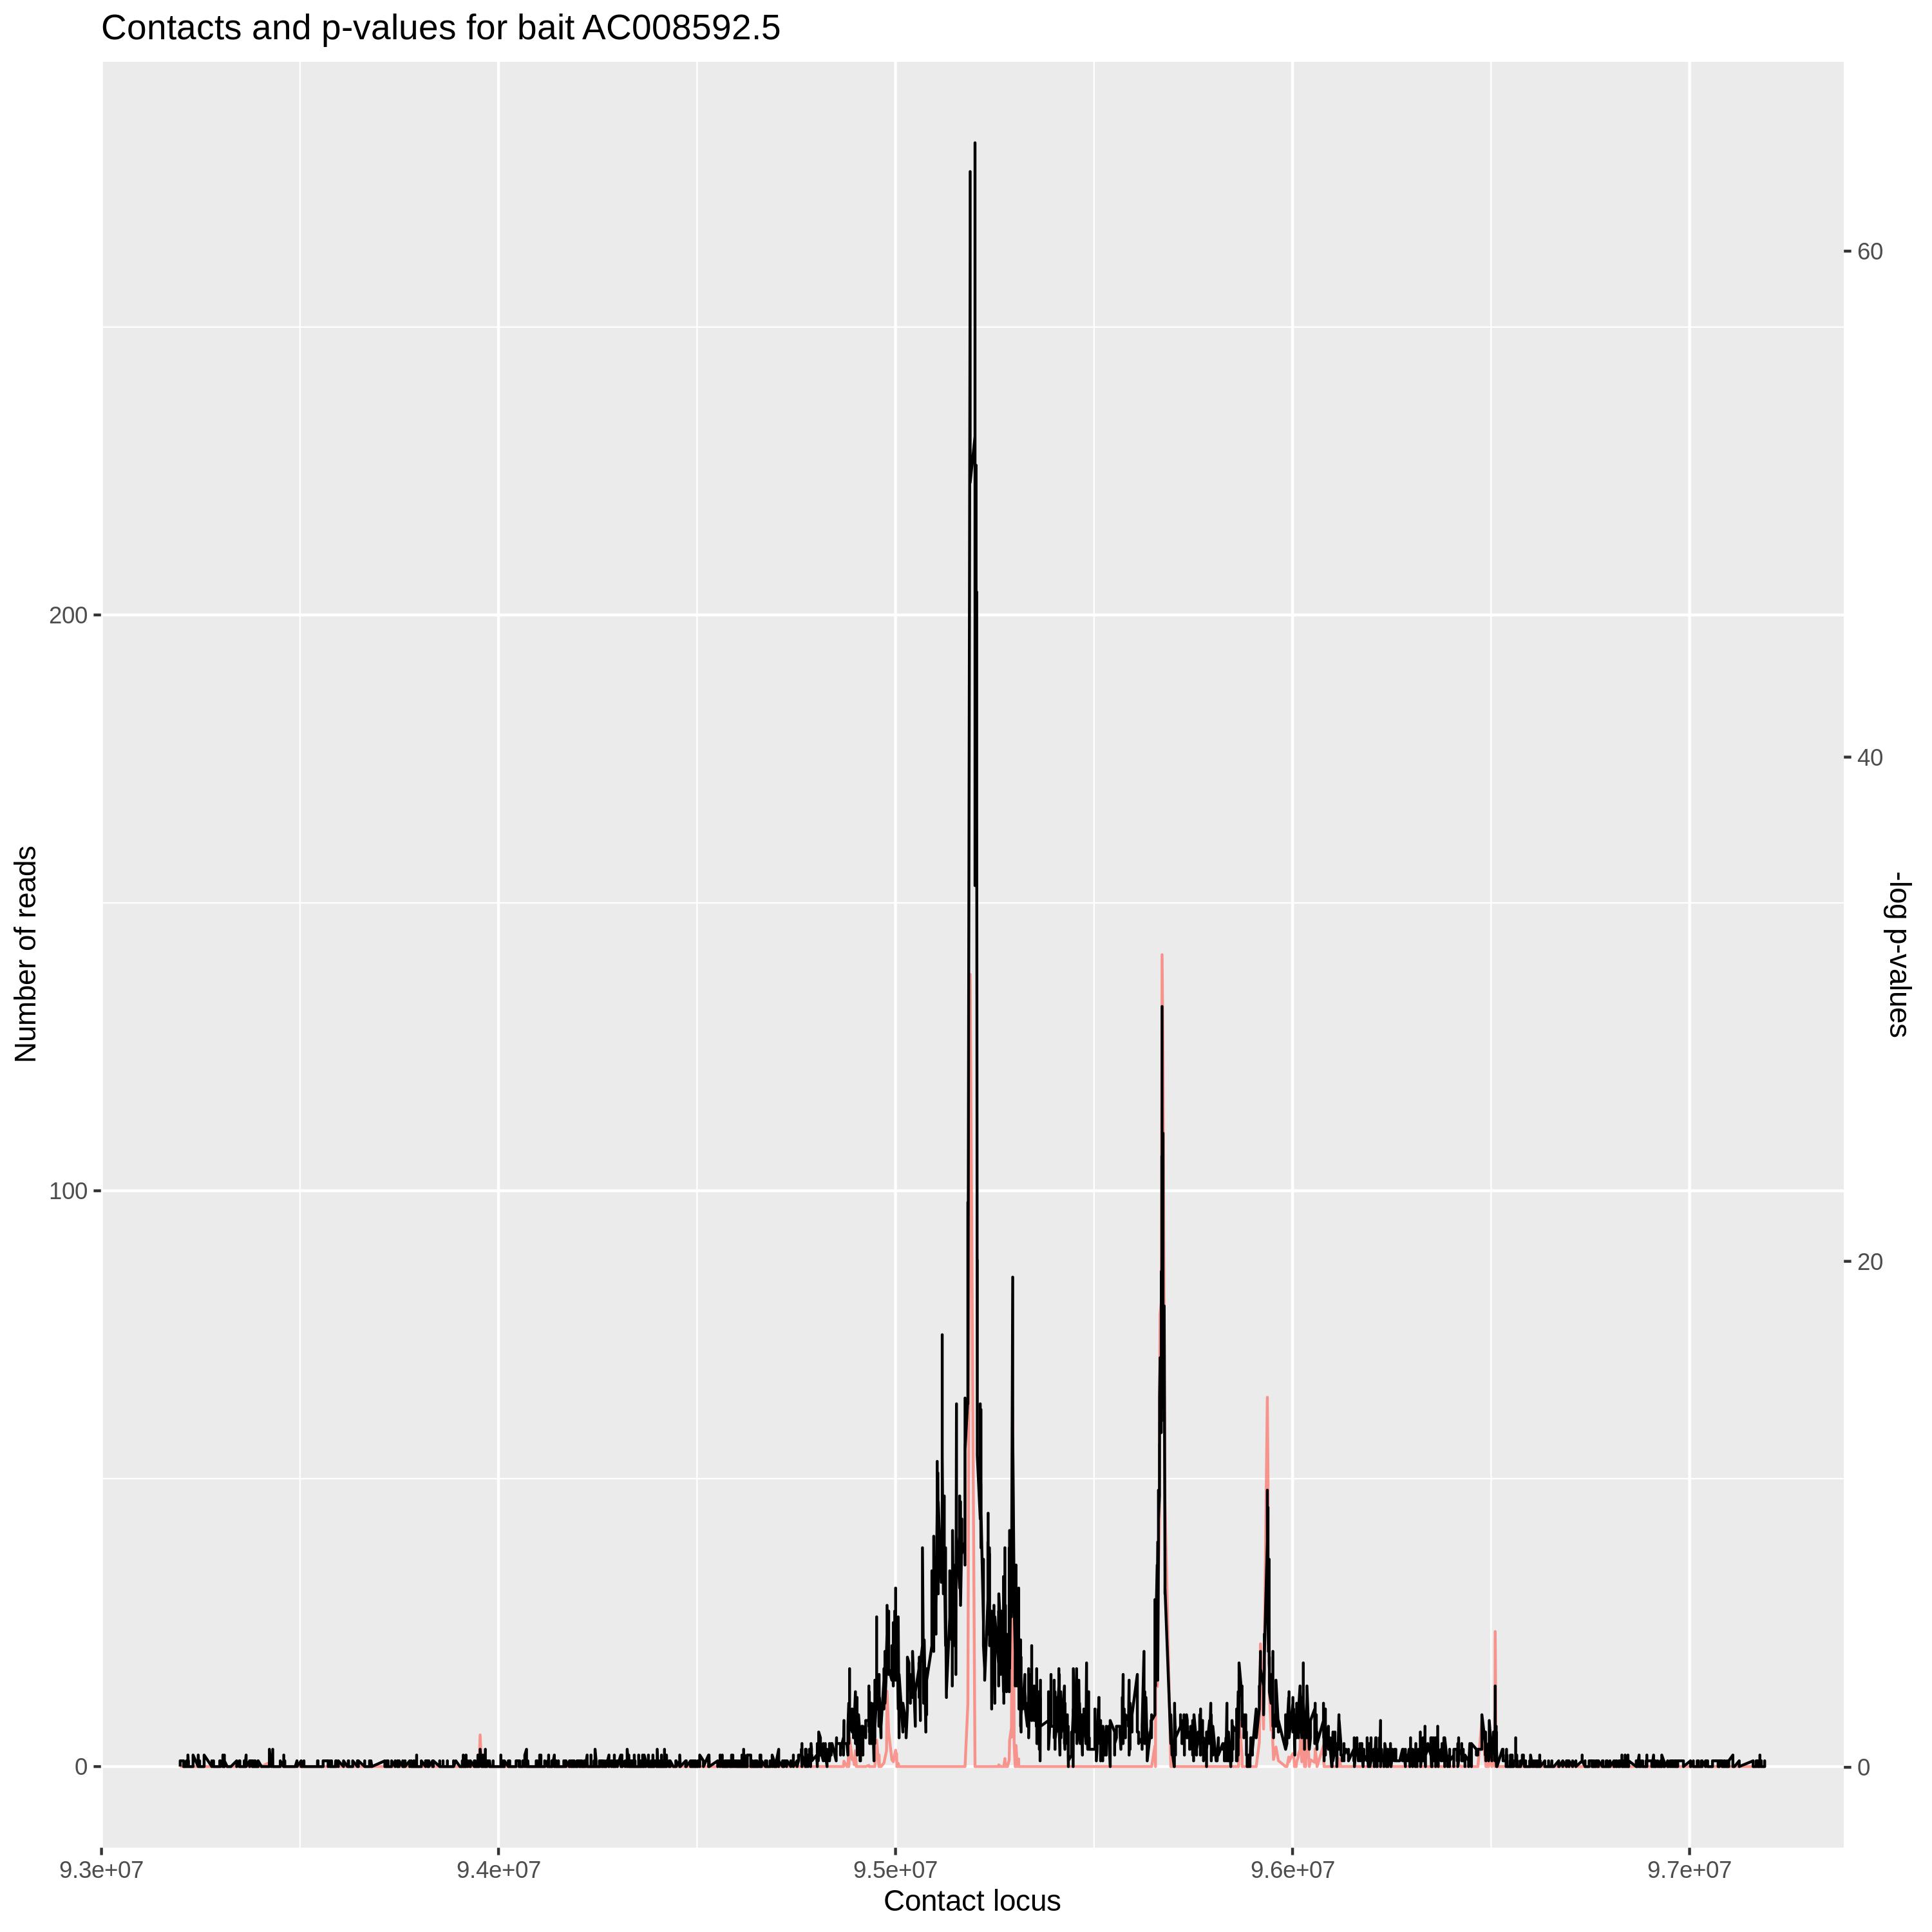 Contacts and p-values for bait AC008592.5
Number of reads
200
100
0
60
40
20
0
-log p-values
9.3e+07
9.4e+07
9.5e+07
9.6e+07
9.7e+07
Contact locus